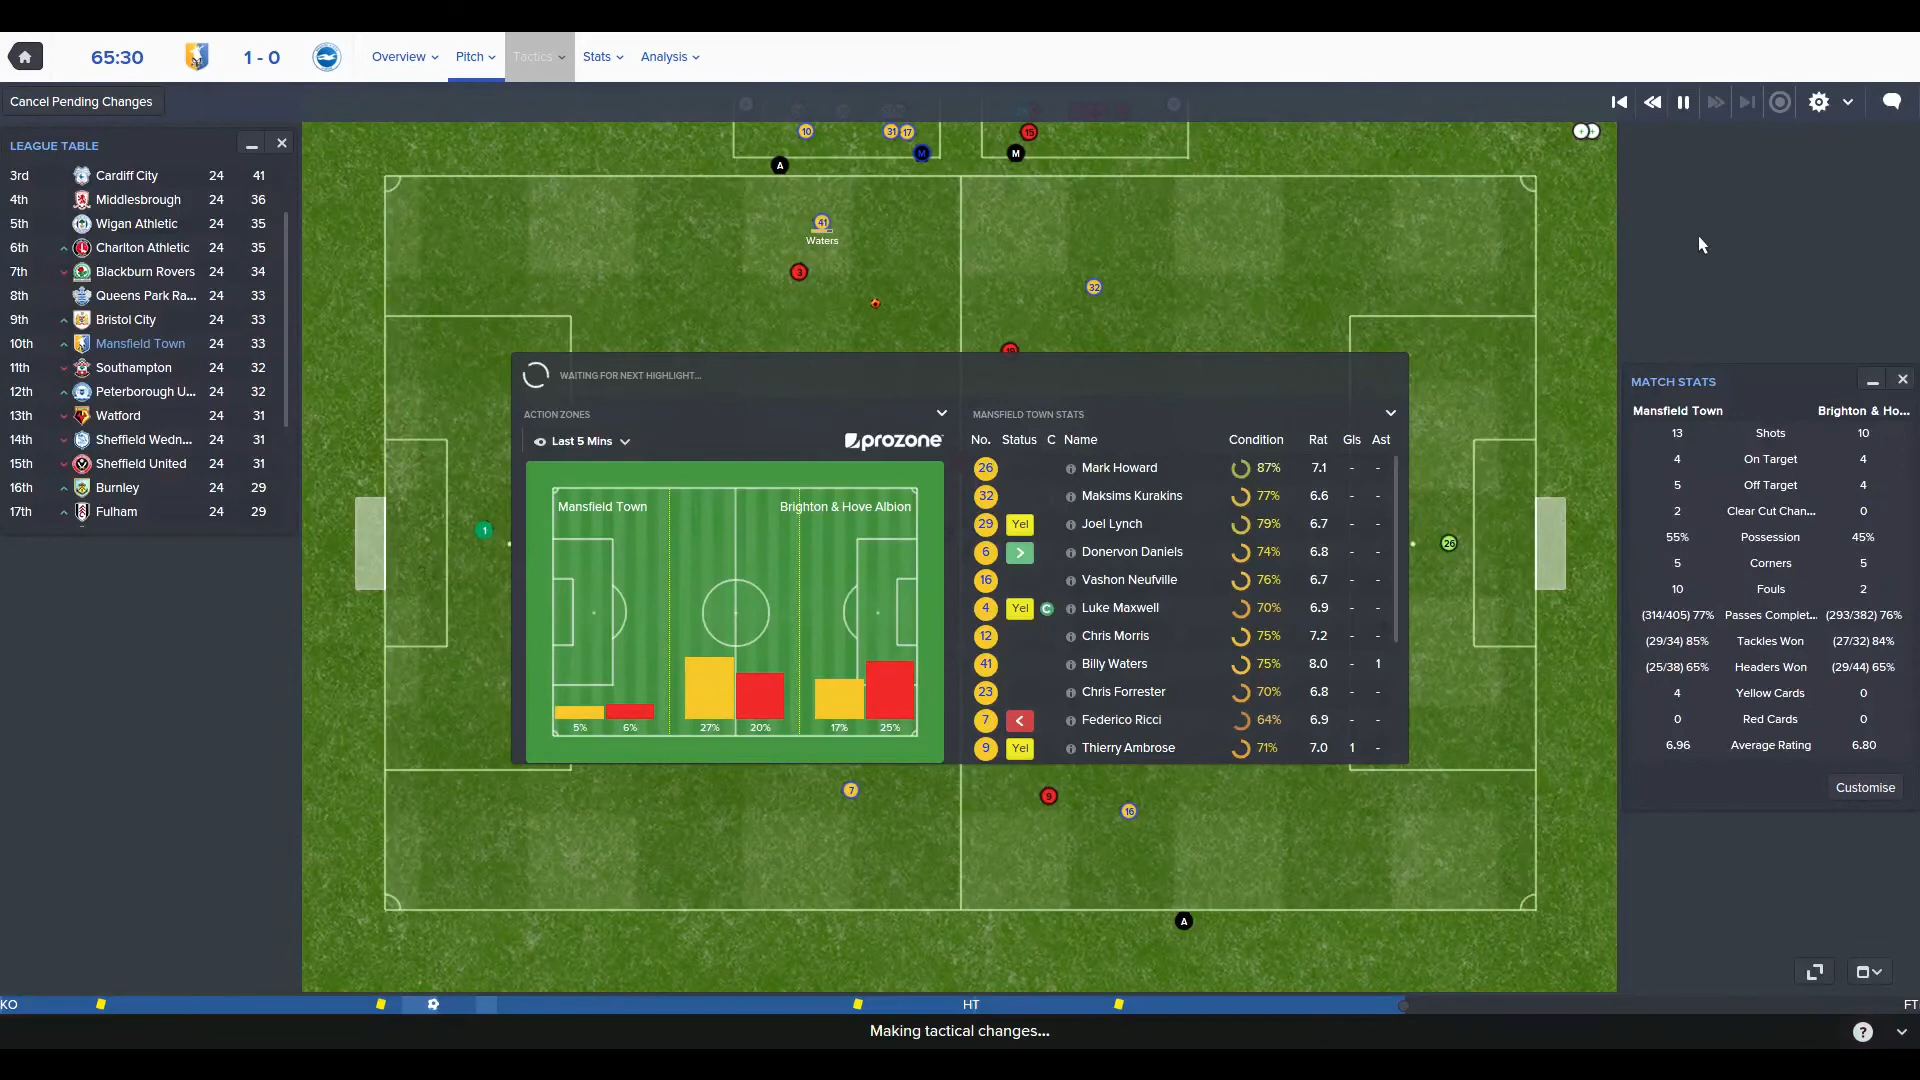 65:30
1 - 0
Overview
Pitch
Tactics
Stats
Analysis
Cancel Pending Changes
LEAGUE TABLE
3rd Cardiff City 24 41
4th Middlesbrough 24 36
5th Wigan Athletic 24 35
6th Charlton Athletic 24 35
7th Blackburn Rovers 24 34
8th Queens Park Ra... 24 33
9th Bristol City 24 33
10th Mansfield Town 24 33
11th Southampton 24 32
12th Peterborough U... 24 32
13th Watford 24 31
14th Sheffield Wedn... 24 31
15th Sheffield United 24 31
16th Burnley 24 29
17th Fulham 24 29
10
31
17
15
M
M
A
41
Waters
3
32
1
26
7
9
16
A
WAITING FOR NEXT HIGHLIGHT...
ACTION ZONES
Last 5 Mins
prozone
Mansfield Town
Brighton & Hove Albion
5%
6%
27%
20%
17%
25%
MANSFIELD TOWN STATS
No. Status C Name Condition Rat Gls Ast
26 Mark Howard 87% 7.1 - -
32 Maksims Kurakins 77% 6.6 - -
29 Yel Joel Lynch 79% 6.7 - -
6 Donervon Daniels 74% 6.8 - -
16 Vashon Neufville 76% 6.7 - -
4 Yel C Luke Maxwell 70% 6.9 - -
12 Chris Morris 75% 7.2 - -
41 Billy Waters 75% 8.0 - 1
23 Chris Forrester 70% 6.8 - -
7 Federico Ricci 64% 6.9 - -
9 Yel Thierry Ambrose 71% 7.0 1 -
MATCH STATS
Mansfield Town Brighton & Ho...
13 Shots 10
4 On Target 4
5 Off Target 4
2 Clear Cut Chan... 0
55% Possession 45%
5 Corners 5
10 Fouls 2
(314/405) 77% Passes Complet... (293/382) 76%
(29/34) 85% Tackles Won (27/32) 84%
(25/38) 65% Headers Won (29/44) 65%
4 Yellow Cards 0
0 Red Cards 0
6.96 Average Rating 6.80
Customise
KO
HT
FT
Making tactical changes...
?